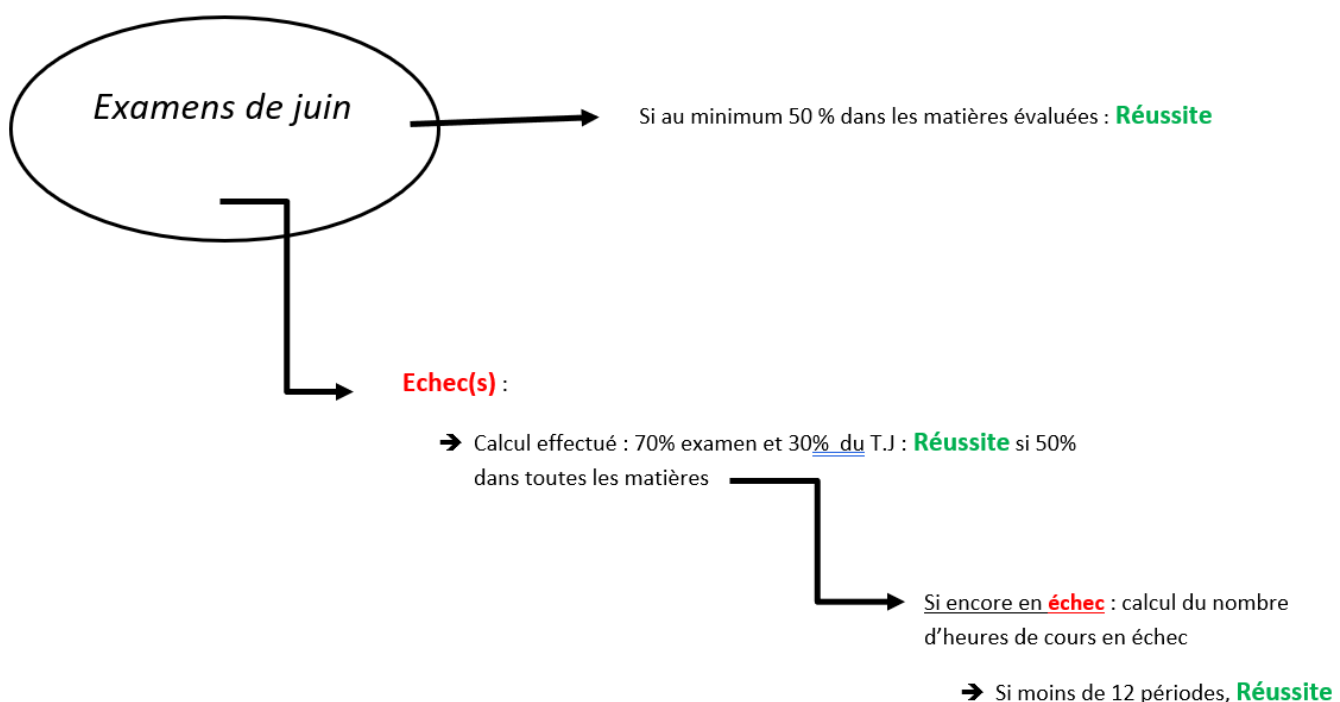 Examens de juin
Si au minimum 50 % dans les matières évaluées : Réussite
Echec(s) :
➔ Calcul effectué : 70% examen et 30%  du T.J : Réussite si 50%
dans toutes les matières
Si encore en échec : calcul du nombre
d’heures de cours en échec
➔ Si moins de 12 périodes, Réussite